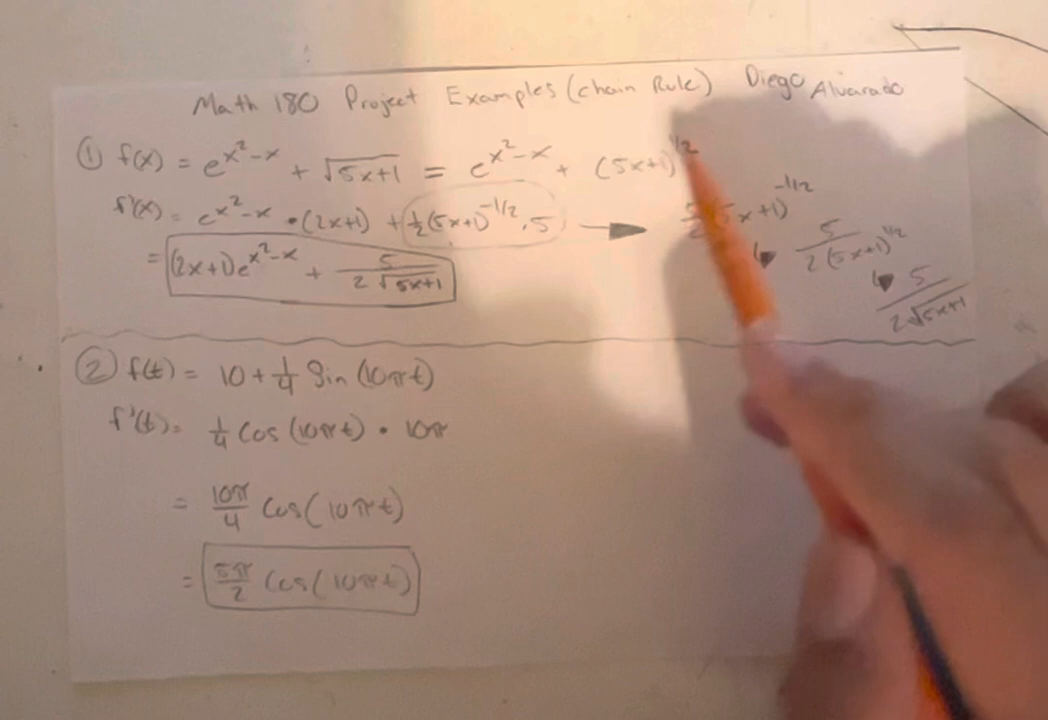 Math 180 Project Examples (chain Rule) Diego Alvarado
① f(x) = e^{x²-x} + √(5x+1) = e^{x²-x} + (5x+1)^{1/2}
f'(x) = e^{x²-x} • (2x+1) + ½(5x+1)^{-1/2} · 5 → x+1)^{-1/2}
= (2x+1)e^{x²-x} + 5/(2√(5x+1))
↳ 5/(2(5x+1)^{1/2})
↳ 5/(2√(5x+1))
② f(t) = 10 + ¼ Sin (10πt)
f'(t) = ¼ Cos (10πt) • 10π
= 10π/4 Cos (10πt)
= 5π/2 Cos (10πt)